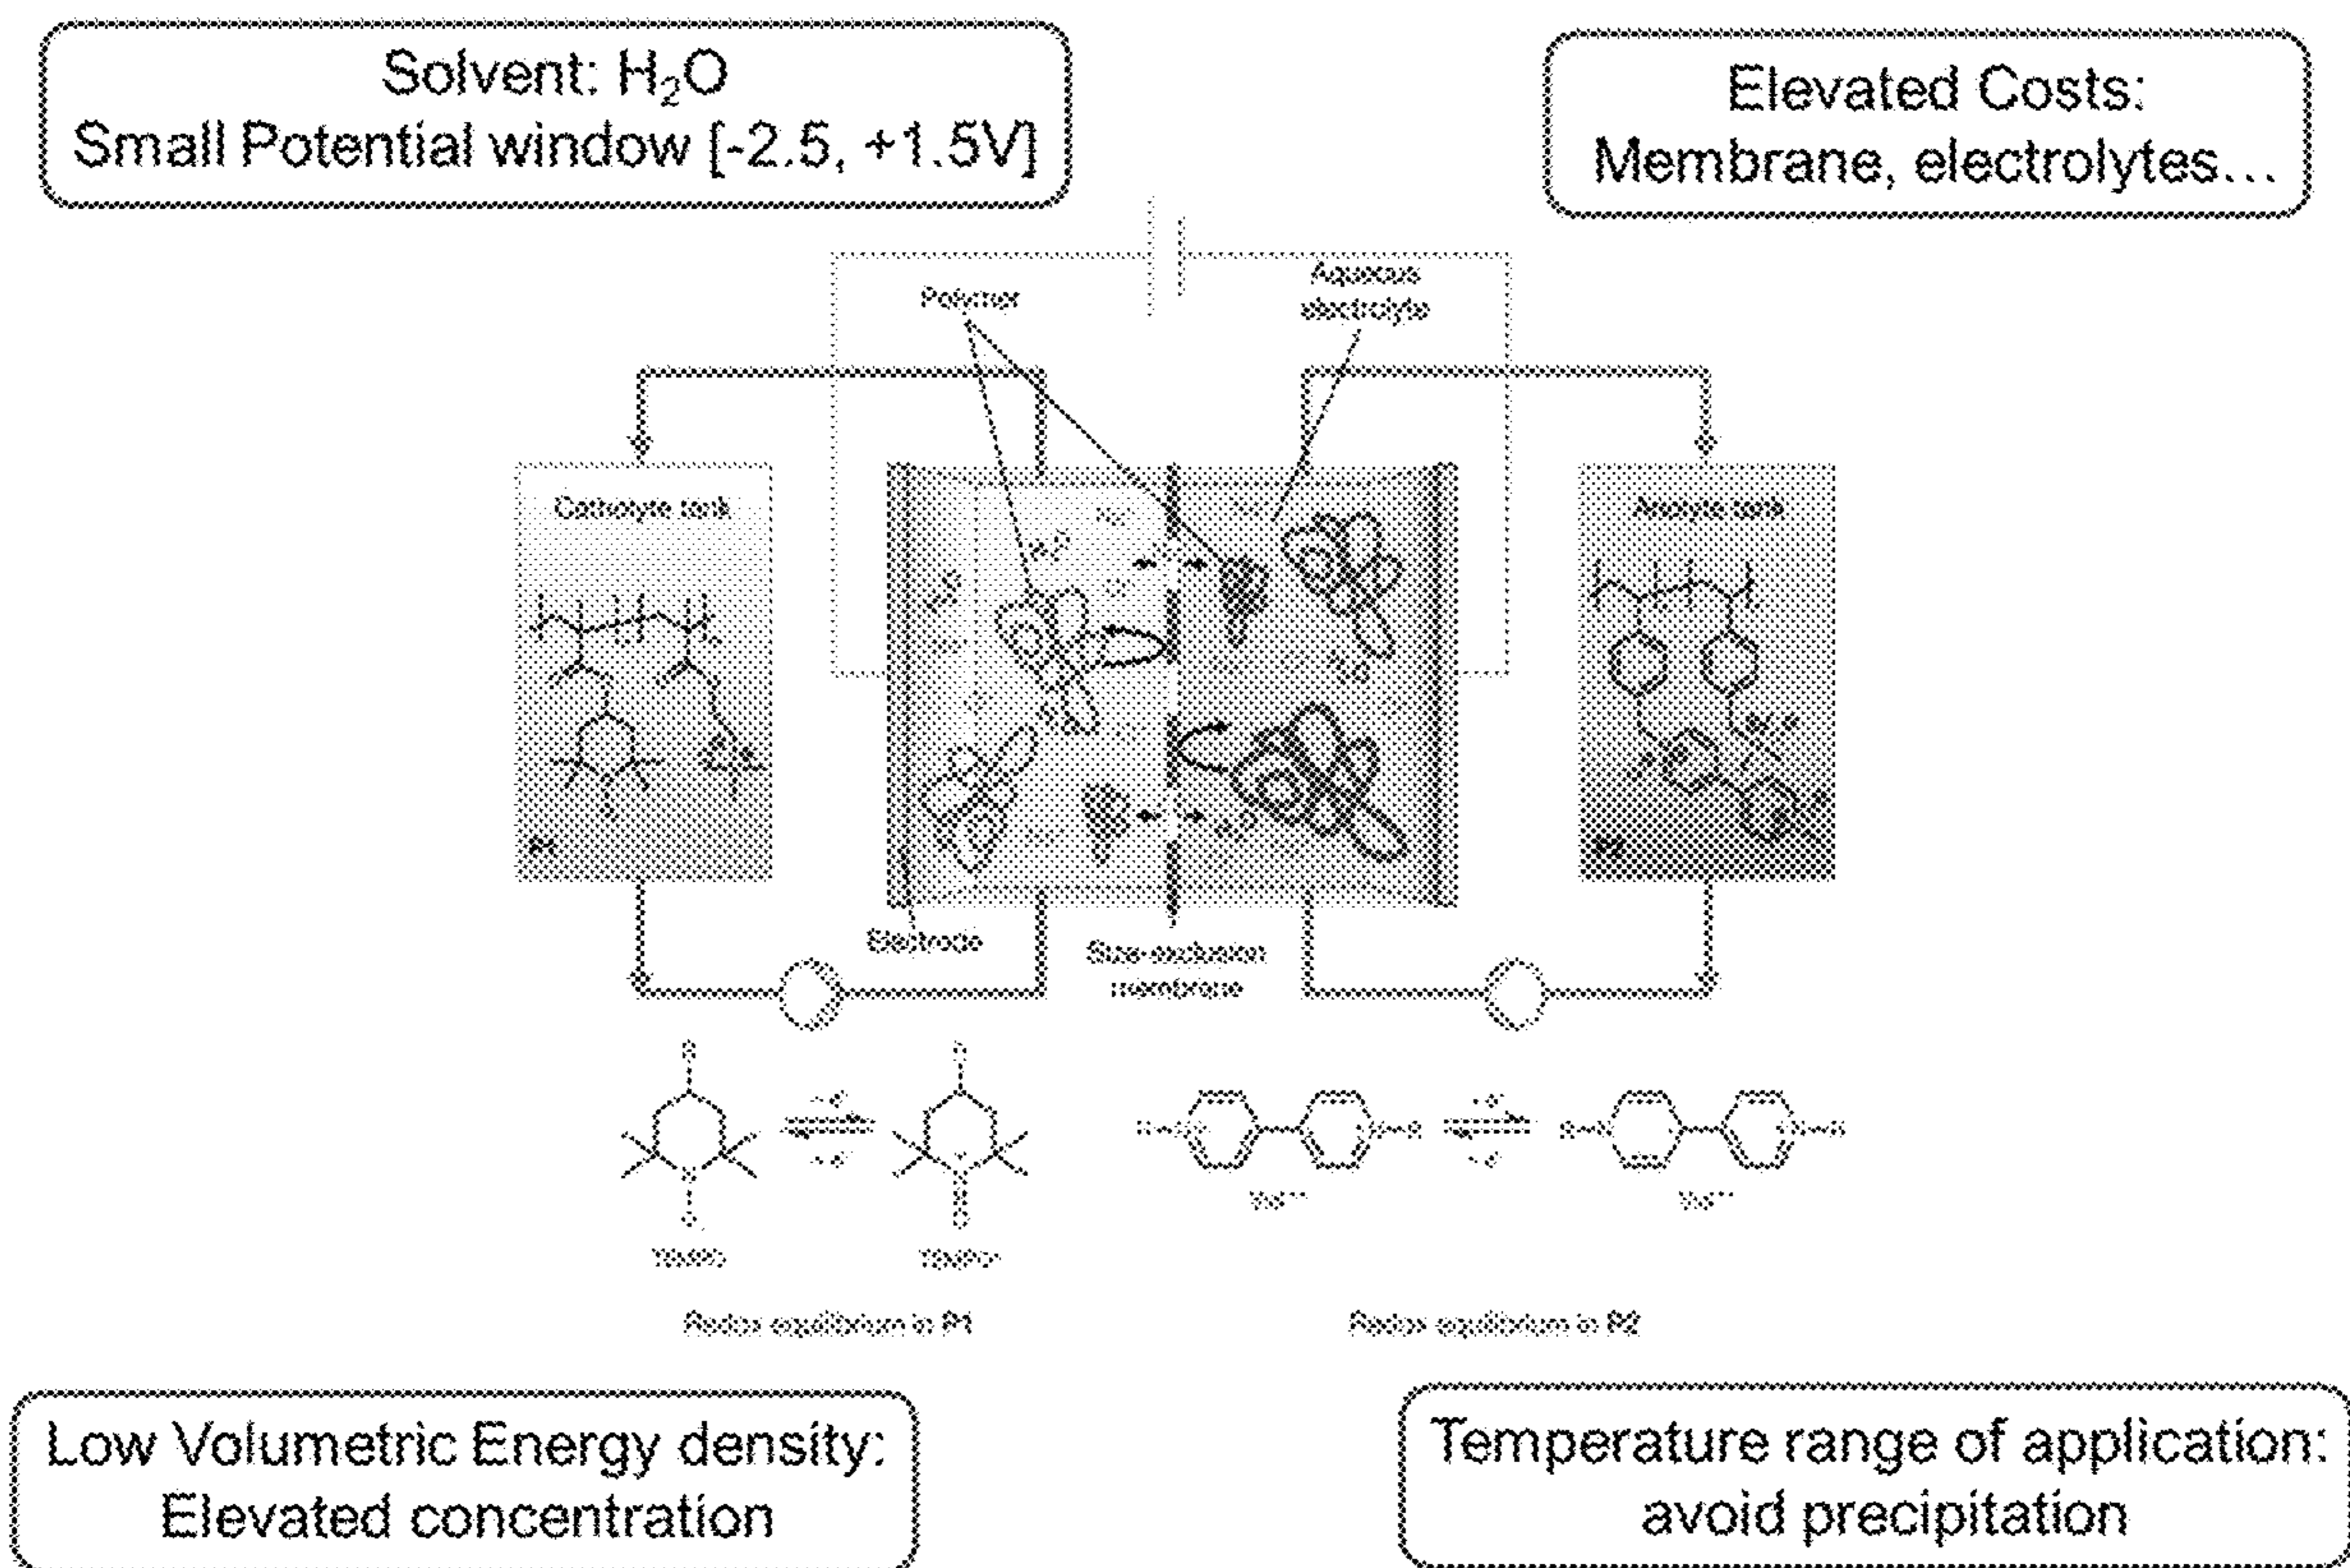 Solvent: H₂O
Small Potential window [-2.5, +1.5V]
Elevated Costs:
Membrane, electrolytes...
Polymer
Aqueous
electrolyte
Catholyte tank
Anolyte tank
P1
P2
Electrode
Size-exclusion
membrane
Redox equilibrium in P1
Redox equilibrium in P2
Low Volumetric Energy density:
Elevated concentration
Temperature range of application:
avoid precipitation